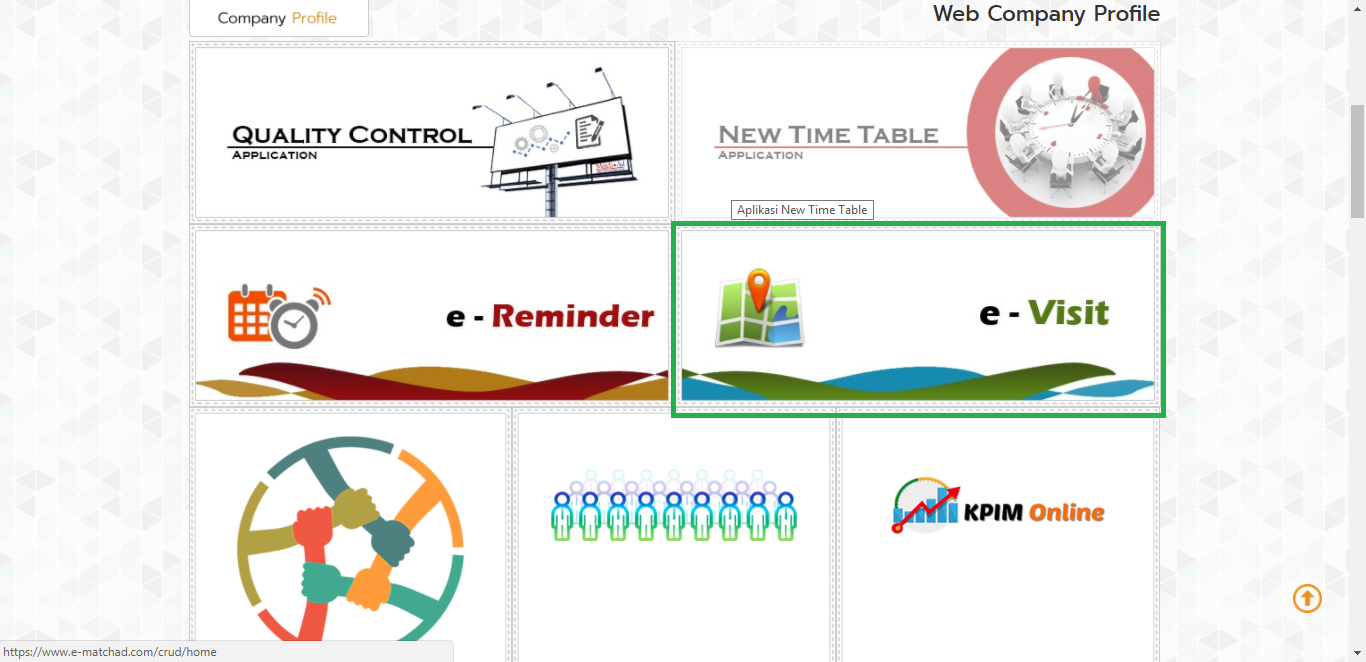 Company Profile
Web Company Profile
QUALITY CONTROL
APPLICATION
NEW TIME TABLE
APPLICATION
Aplikasi New Time Table
e - Reminder
e - Visit
KPIM Online
https://www.e-matchad.com/crud/home